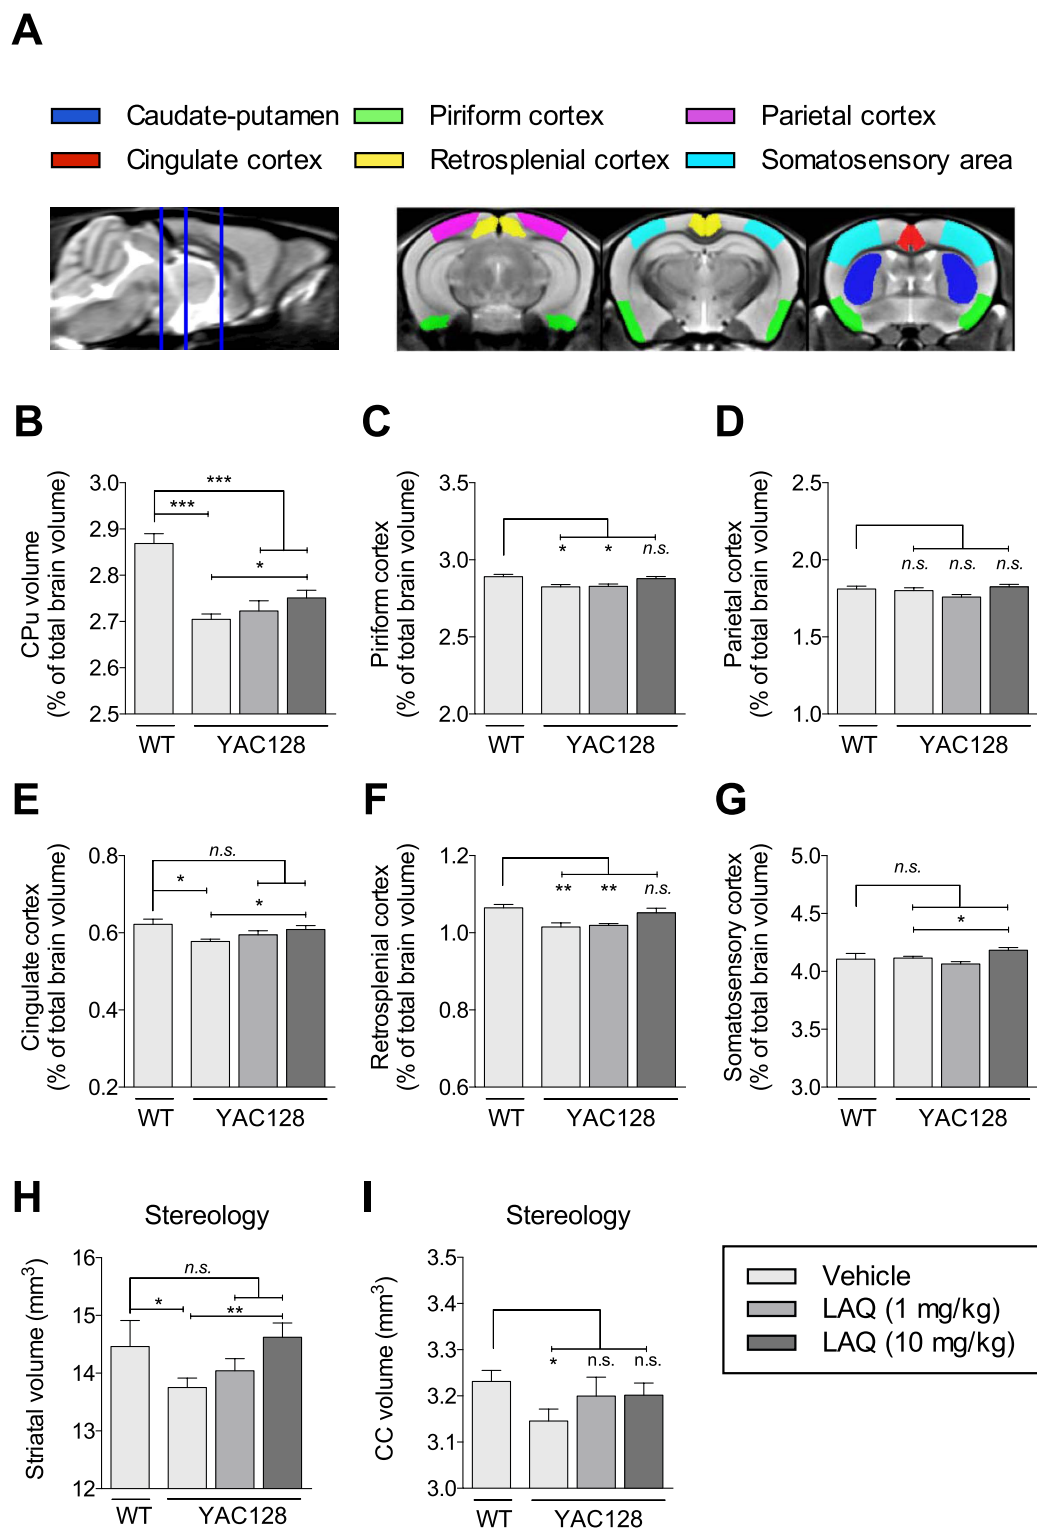 A
Caudate-putamen Piriform cortex Parietal cortex
Cingulate cortex Retrosplenial cortex Somatosensory area
B
CPu volume
(% of total brain volume)
3.0
2.9
2.8
2.7
2.6
2.5
***
***
*
WT YAC128
C
Piriform cortex
(% of total brain volume)
3.5
3.0
2.5
2.0
* * n.s.
WT YAC128
D
Parietal cortex
(% of total brain volume)
2.5
2.0
1.5
1.0
n.s. n.s. n.s.
WT YAC128
E
Cingulate cortex
(% of total brain volume)
0.8
0.6
0.4
0.2
n.s.
*
*
WT YAC128
F
Retrosplenial cortex
(% of total brain volume)
1.2
1.0
0.8
0.6
** ** n.s.
WT YAC128
G
Somatosensory cortex
(% of total brain volume)
5.0
4.5
4.0
3.5
3.0
n.s.
*
WT YAC128
H
Stereology
Striatal volume (mm³)
16
15
14
13
12
n.s.
* **
WT YAC128
I
Stereology
CC volume (mm³)
3.5
3.4
3.3
3.2
3.1
3.0
* n.s. n.s.
WT YAC128
Vehicle
LAQ (1 mg/kg)
LAQ (10 mg/kg)